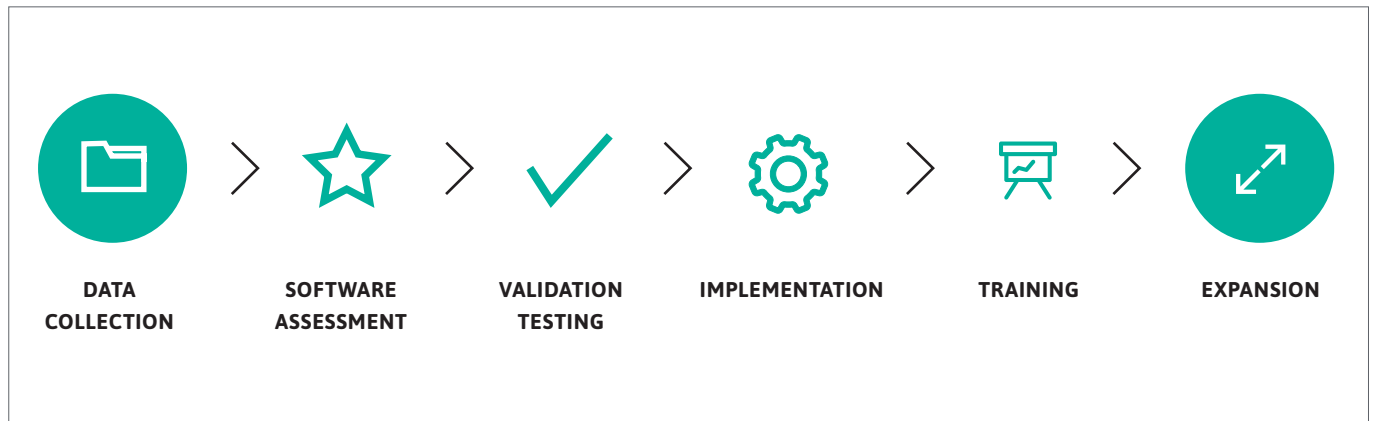 DATA
COLLECTION
SOFTWARE
ASSESSMENT
VALIDATION
TESTING
IMPLEMENTATION
TRAINING
EXPANSION